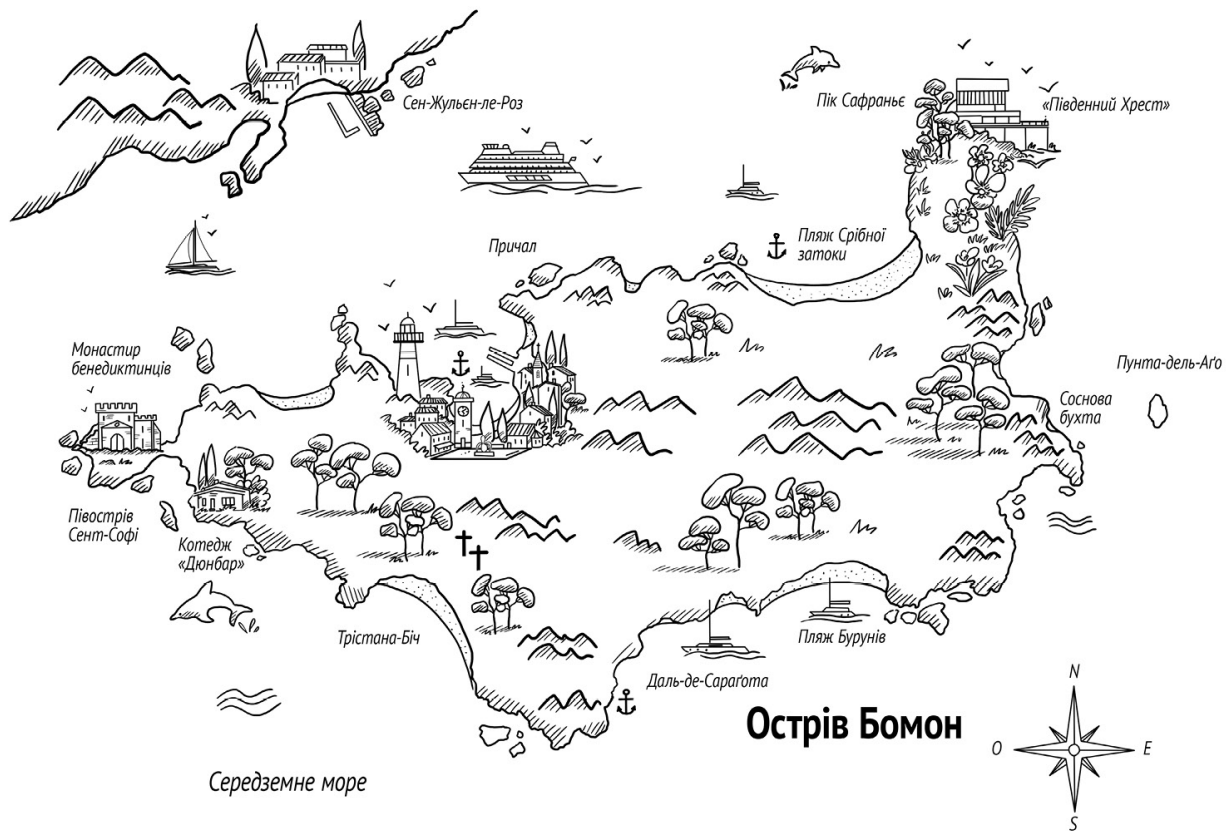 Сен-Жульєн-ле-Роз
Пік Сафраньє
«Південний Хрест»
Причал
Пляж Срібної
затоки
Монастир
бенедиктинців
Пунта-дель-Аґо
Соснова
бухта
Півострів
Сент-Софі
Котедж
«Дюнбар»
Трістана-Біч
Пляж Бурунів
Даль-де-Сараґота
Острів Бомон
Середземне море
N
O
E
S